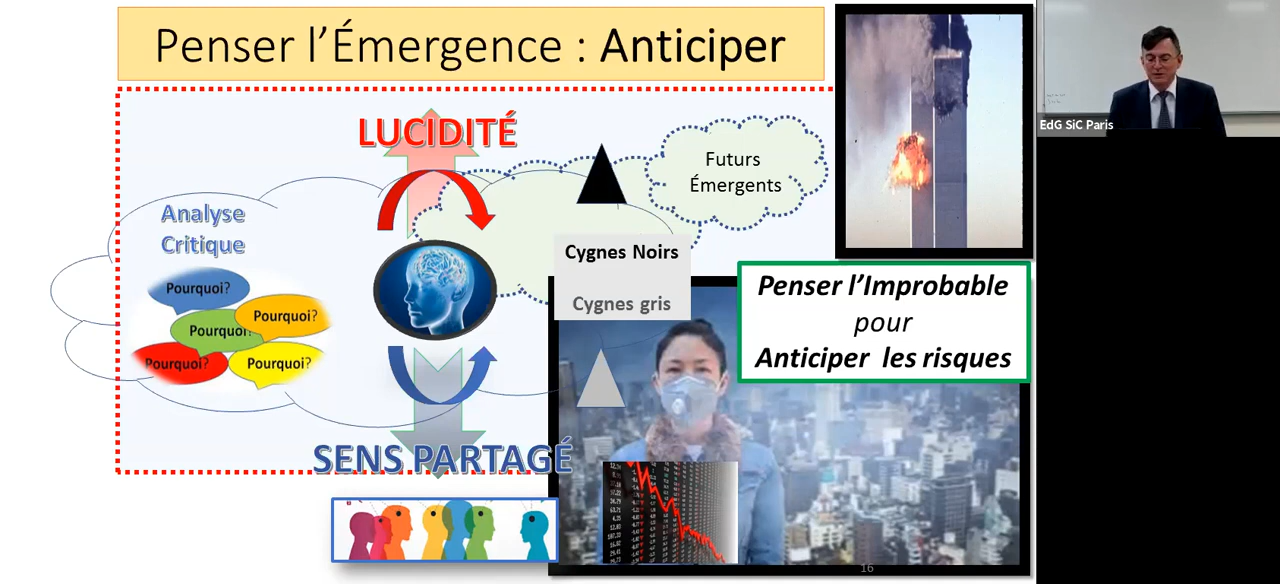 Penser l’Émergence : Anticiper
EdG SiC Paris
LUCIDITÉ
Futurs
Émergents
Analyse
Critique
Cygnes Noirs
Cygnes gris
Pourquoi?
Pourquoi?
Pourquoi?
Pourquoi?
Pourquoi?
Penser l’Improbable
pour
Anticiper les risques
SENS PARTAGÉ
16